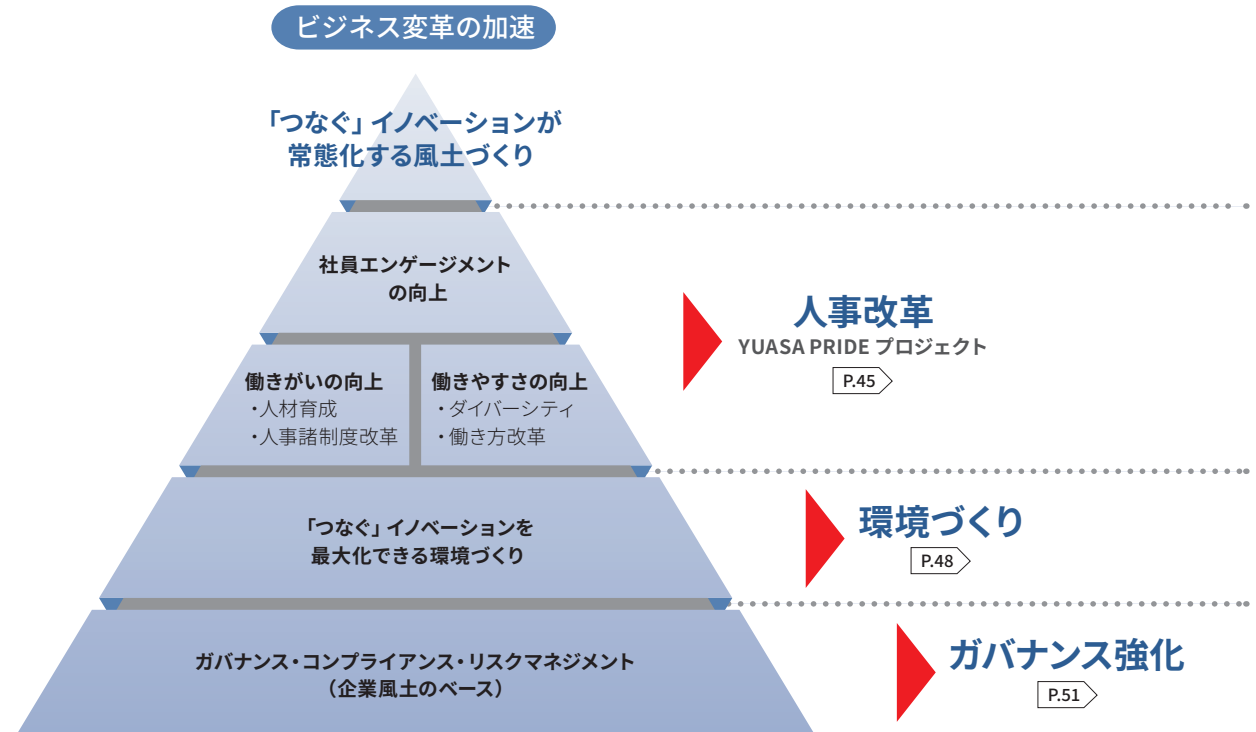 ビジネス変革の加速
「つなぐ」イノベーションが
常態化する風土づくり
社員エンゲージメント
の向上
人事改革
YUASA PRIDE プロジェクト
P.45
働きがいの向上
・人材育成
・人事諸制度改革
働きやすさの向上
・ダイバーシティ
・働き方改革
「つなぐ」イノベーションを
最大化できる環境づくり
環境づくり
P.48
ガバナンス・コンプライアンス・リスクマネジメント
（企業風土のベース）
ガバナンス強化
P.51